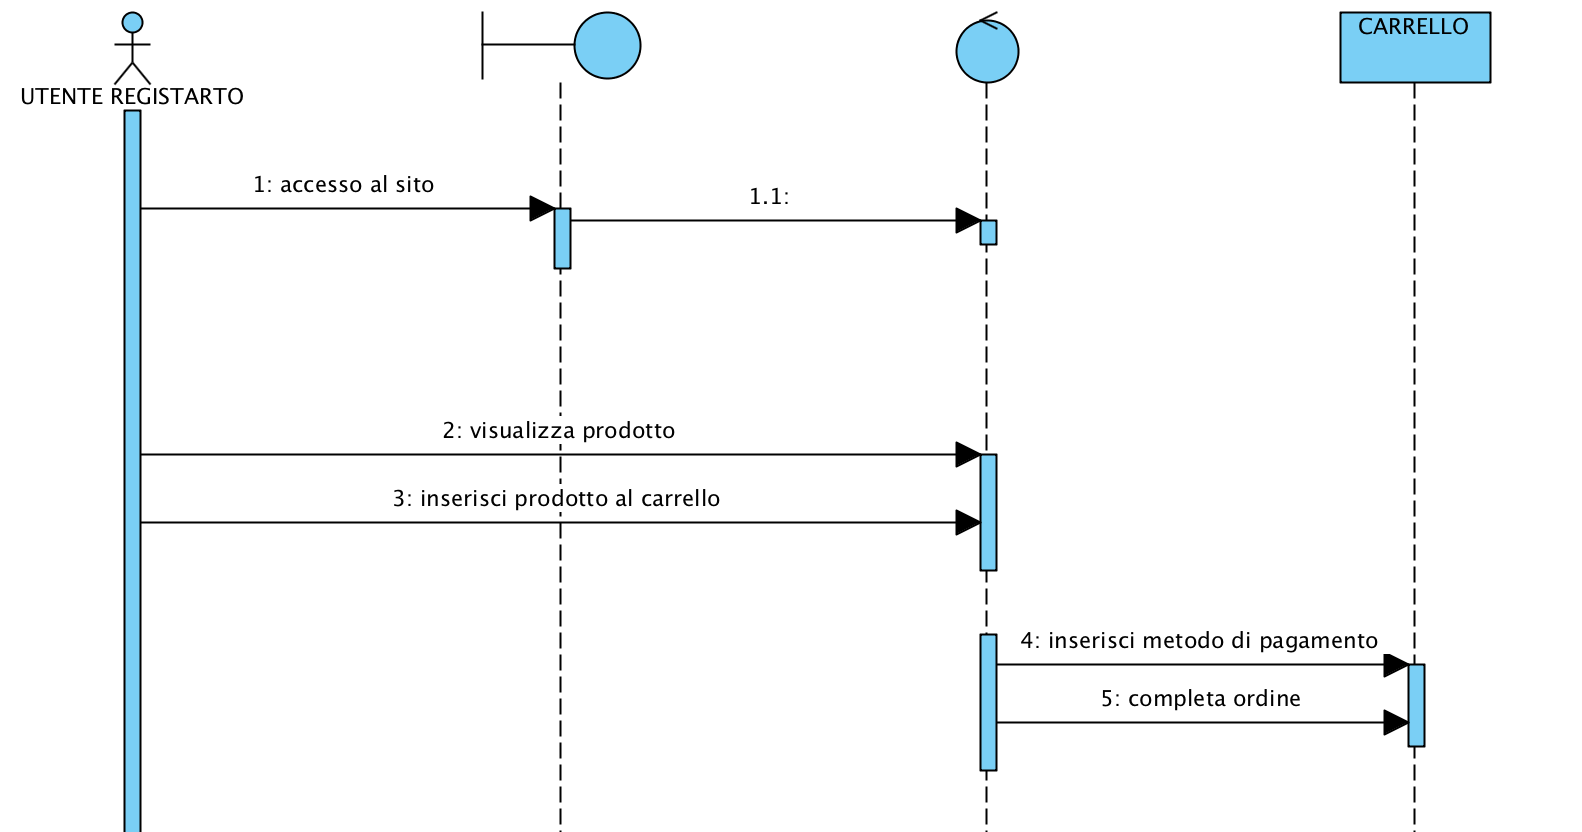 CARRELLO
UTENTE REGISTARTO
1: accesso al sito
1.1:
2: visualizza prodotto
3: inserisci prodotto al carrello
4: inserisci metodo di pagamento
5: completa ordine